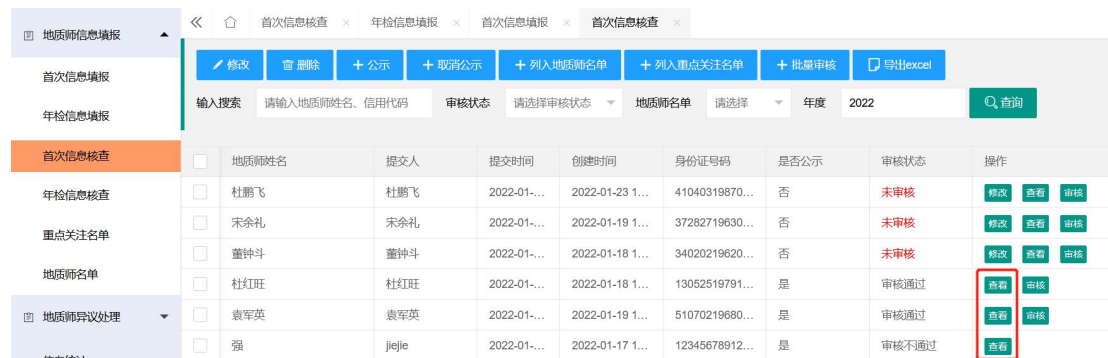 地质师信息填报
首次信息填报
年检信息填报
首次信息核查
年检信息核查
重点关注名单
地质师名单
地质师异议处理
首次信息核查 × 年检信息填报 × 首次信息填报 × 首次信息核查 ×
修改 删除 +公示 +取消公示 +列入地质师名单 +列入重点关注名单 +批量审核 导出excel
输入搜索 请输入地质师姓名、信用代码 审核状态 请选择审核状态 地质师名单 请选择 年度 2022 查询
地质师姓名 提交人 提交时间 创建时间 身份证号码 是否公示 审核状态 操作
杜鹏飞 杜鹏飞 2022-01-... 2022-01-23 1... 41040319870... 否 未审核 修改 查看 审核
宋余礼 宋余礼 2022-01-... 2022-01-19 1... 37282719630... 否 未审核 修改 查看 审核
董钟斗 董钟斗 2022-01-... 2022-01-18 1... 34020219620... 否 未审核 修改 查看 审核
杜红旺 杜红旺 2022-01-... 2022-01-18 1... 13052519791... 是 审核通过 查看 审核
袁军英 袁军英 2022-01-... 2022-01-19 1... 51070219680... 是 审核通过 查看 审核
强 jiejie 2022-01-... 2022-01-17 1... 12345678912... 是 审核不通过 查看